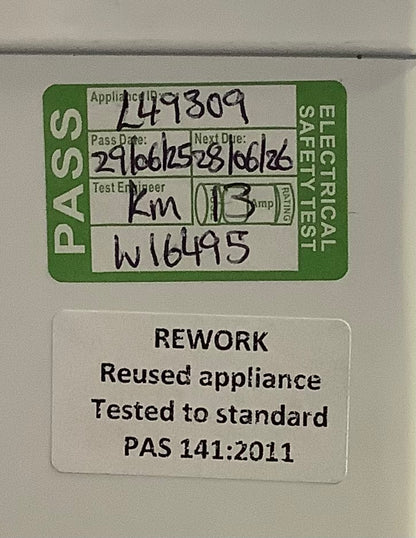 PASS
ELECTRICAL
SAFETY TEST
Appliance ID:
L49309
Pass Date: Next Due:
29/06/25 28/06/26
Test Engineer
Km 13 Amp RATING
W16495
REWORK
Reused appliance
Tested to standard
PAS 141:2011